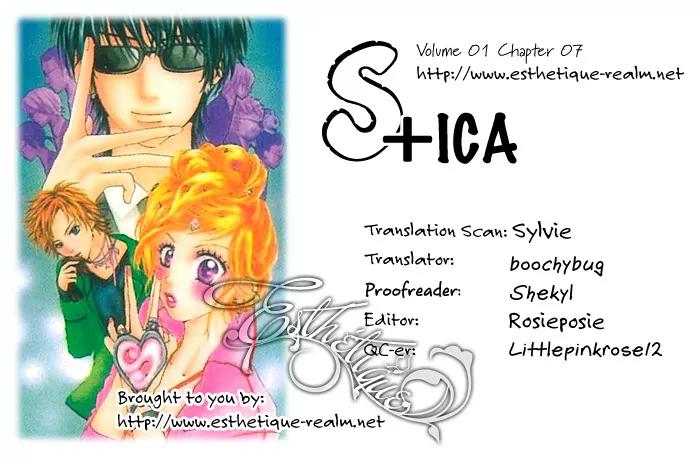 Volume 01 Chapter 07
http://www.esthetique-realm.net
S+ICA
Translation Scan: Sylvie
Translator: boochybug
Proofreader: Shekyl
Editor: Rosieposie
QC-er: Littlepinkrose12
Esthétique
Brought to you by:
http://www.esthetique-realm.net